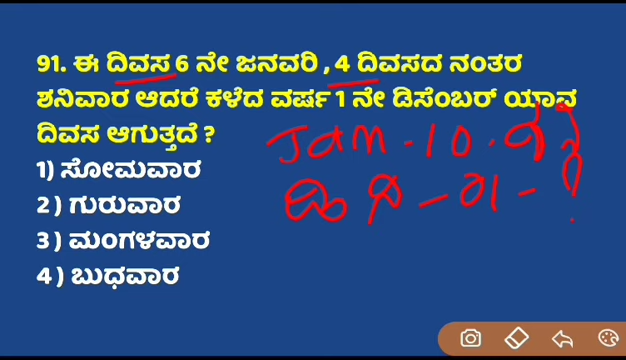 91. ಈ ದಿವಸ 6 ನೇ ಜನವರಿ , 4 ದಿವಸದ ನಂತರ
ಶನಿವಾರ ಆದರೆ ಕಳೆದ ವರ್ಷ 1 ನೇ ಡಿಸೆಂಬರ್ ಯಾವ
ದಿವಸ ಆಗುತ್ತದೆ ?
Jan - 10 -
1) ಸೋಮವಾರ
2) ಗುರುವಾರ
3) ಮಂಗಳವಾರ
4) ಬುಧವಾರ